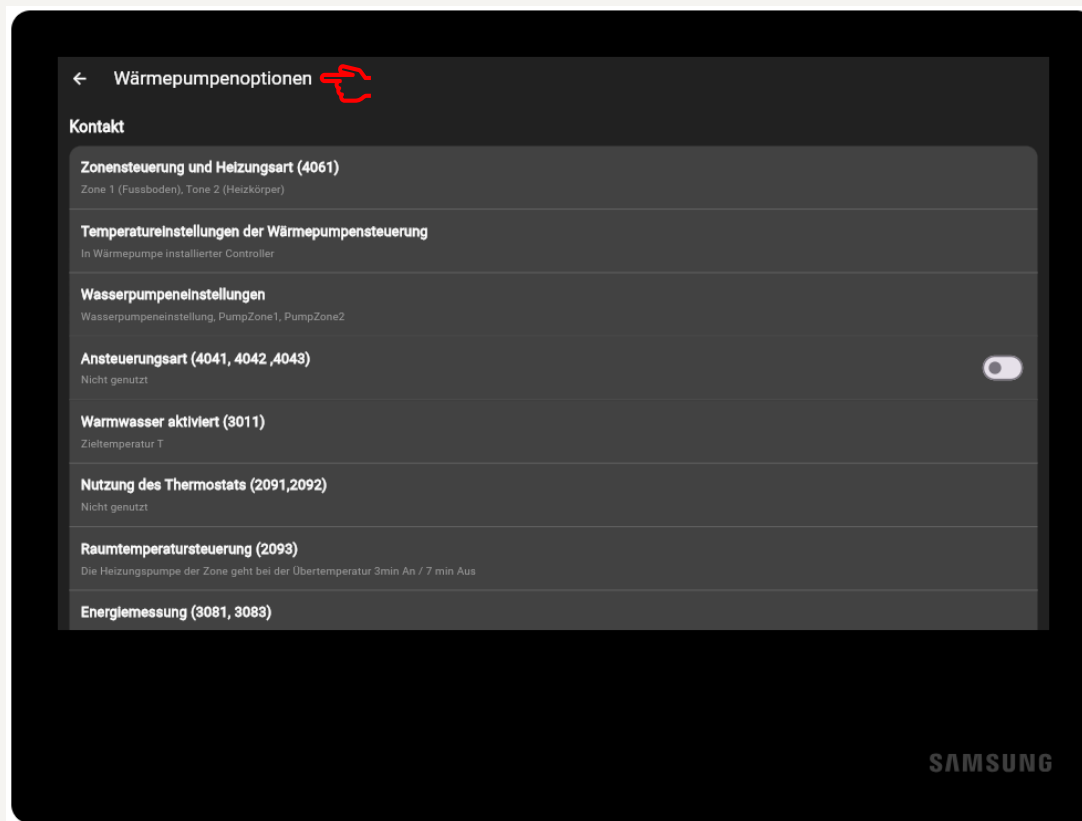 Wärmepumpenoptionen
Kontakt
Zonensteuerung und Heizungsart (4061)
Zone 1 (Fussboden), Tone 2 (Heizkörper)
Temperatureinstellungen der Wärmepumpensteuerung
In Wärmepumpe installierter Controller
Wasserpumpeneinstellungen
Wasserpumpeneinstellung, PumpZone1, PumpZone2
Ansteuerungsart (4041, 4042 ,4043)
Nicht genutzt
Warmwasser aktiviert (3011)
Zieltemperatur T
Nutzung des Thermostats (2091,2092)
Nicht genutzt
Raumtemperatursteuerung (2093)
Die Heizungspumpe der Zone geht bei der Übertemperatur 3min An / 7 min Aus
Energiemessung (3081, 3083)
SAMSUNG